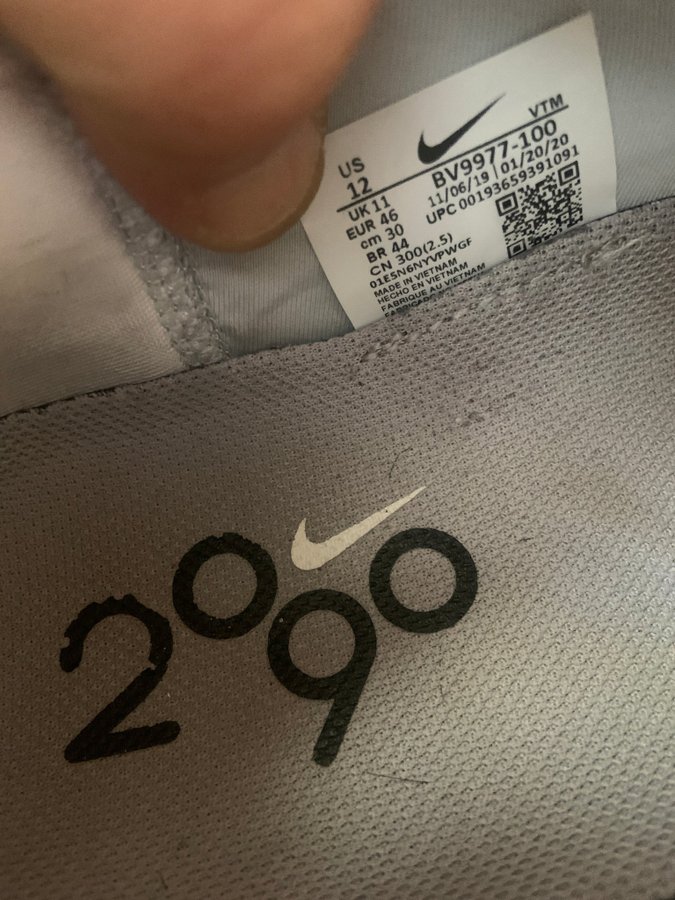 VTM
US
12
BV9977-100
UK 11
11/06/19 | 01/20/20
EUR 46
UPC 00193659391091
cm 30
BR 44
CN 300(2.5)
01ESN6NYVPWGF
MADE IN VIETNAM
HECHO EN VIETNAM
FABRIQUE AU VIETNAM
2090